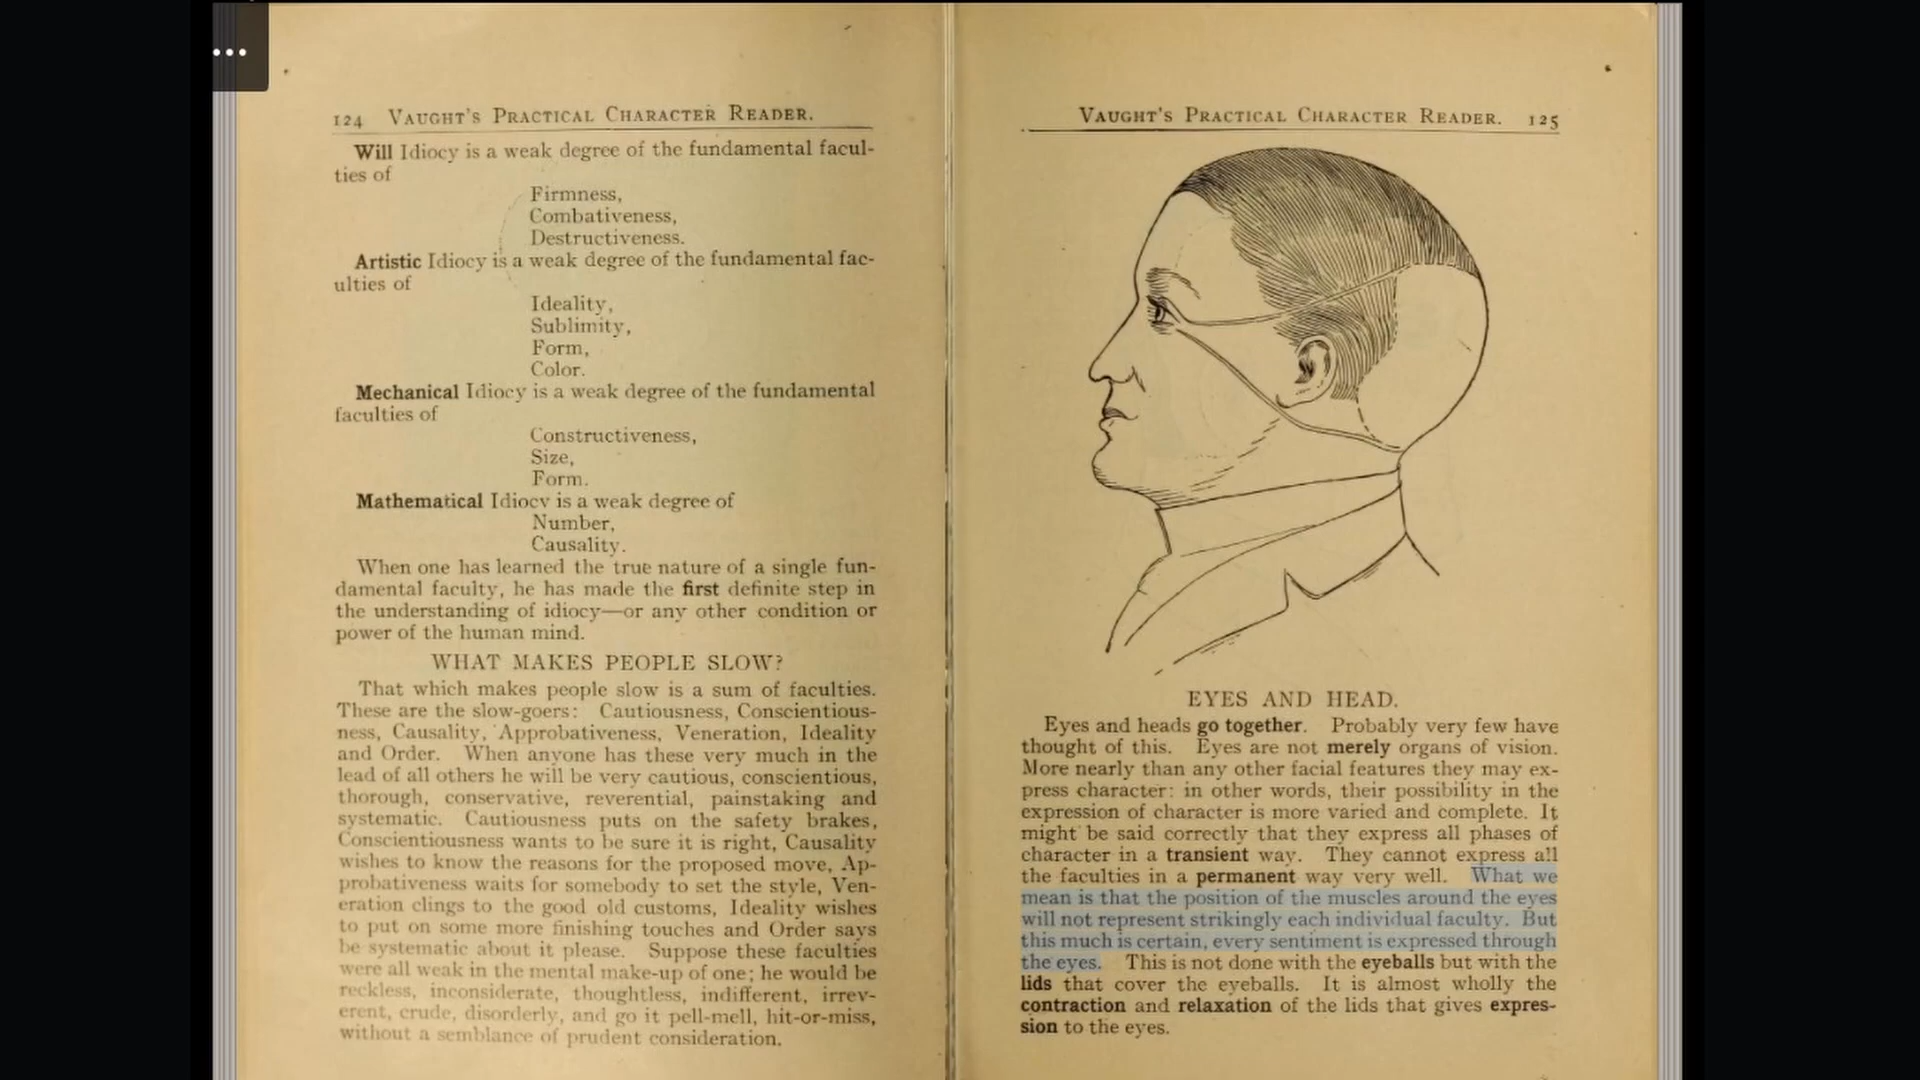 124 VAUGHT'S PRACTICAL CHARACTER READER.
Will Idiocy is a weak degree of the fundamental facul-
ties of
Firmness,
Combativeness,
Destructiveness.
Artistic Idiocy is a weak degree of the fundamental fac-
ulties of
Ideality,
Sublimity,
Form,
Color.
Mechanical Idiocy is a weak degree of the fundamental
faculties of
Constructiveness,
Size,
Form.
Mathematical Idiocy is a weak degree of
Number,
Causality.
When one has learned the true nature of a single fun-
damental faculty, he has made the first definite step in
the understanding of idiocy—or any other condition or
power of the human mind.
WHAT MAKES PEOPLE SLOW?
That which makes people slow is a sum of faculties.
These are the slow-goers: Cautiousness, Conscientious-
ness, Causality, Approbativeness, Veneration, Ideality
and Order. When anyone has these very much in the
lead of all others he will be very cautious, conscientious,
thorough, conservative, reverential, painstaking and
systematic. Cautiousness puts on the safety brakes,
Conscientiousness wants to be sure it is right, Causality
wishes to know the reasons for the proposed move, Ap-
probativeness waits for somebody to set the style, Ven-
eration clings to the good old customs, Ideality wishes
to put on some more finishing touches and Order says
be systematic about it please. Suppose these faculties
were all weak in the mental make-up of one; he would be
reckless, inconsiderate, thoughtless, indifferent, irrev-
erent, crude, disorderly, and go it pell-mell, hit-or-miss,
without a semblance of prudent consideration.
VAUGHT'S PRACTICAL CHARACTER READER. 125
EYES AND HEAD.
Eyes and heads go together. Probably very few have
thought of this. Eyes are not merely organs of vision.
More nearly than any other facial features they may ex-
press character: in other words, their possibility in the
expression of character is more varied and complete. It
might be said correctly that they express all phases of
character in a transient way. They cannot express all
the faculties in a permanent way very well. What we
mean is that the position of the muscles around the eyes
will not represent strikingly each individual faculty. But
this much is certain, every sentiment is expressed through
the eyes. This is not done with the eyeballs but with the
lids that cover the eyeballs. It is almost wholly the
contraction and relaxation of the lids that gives expres-
sion to the eyes.